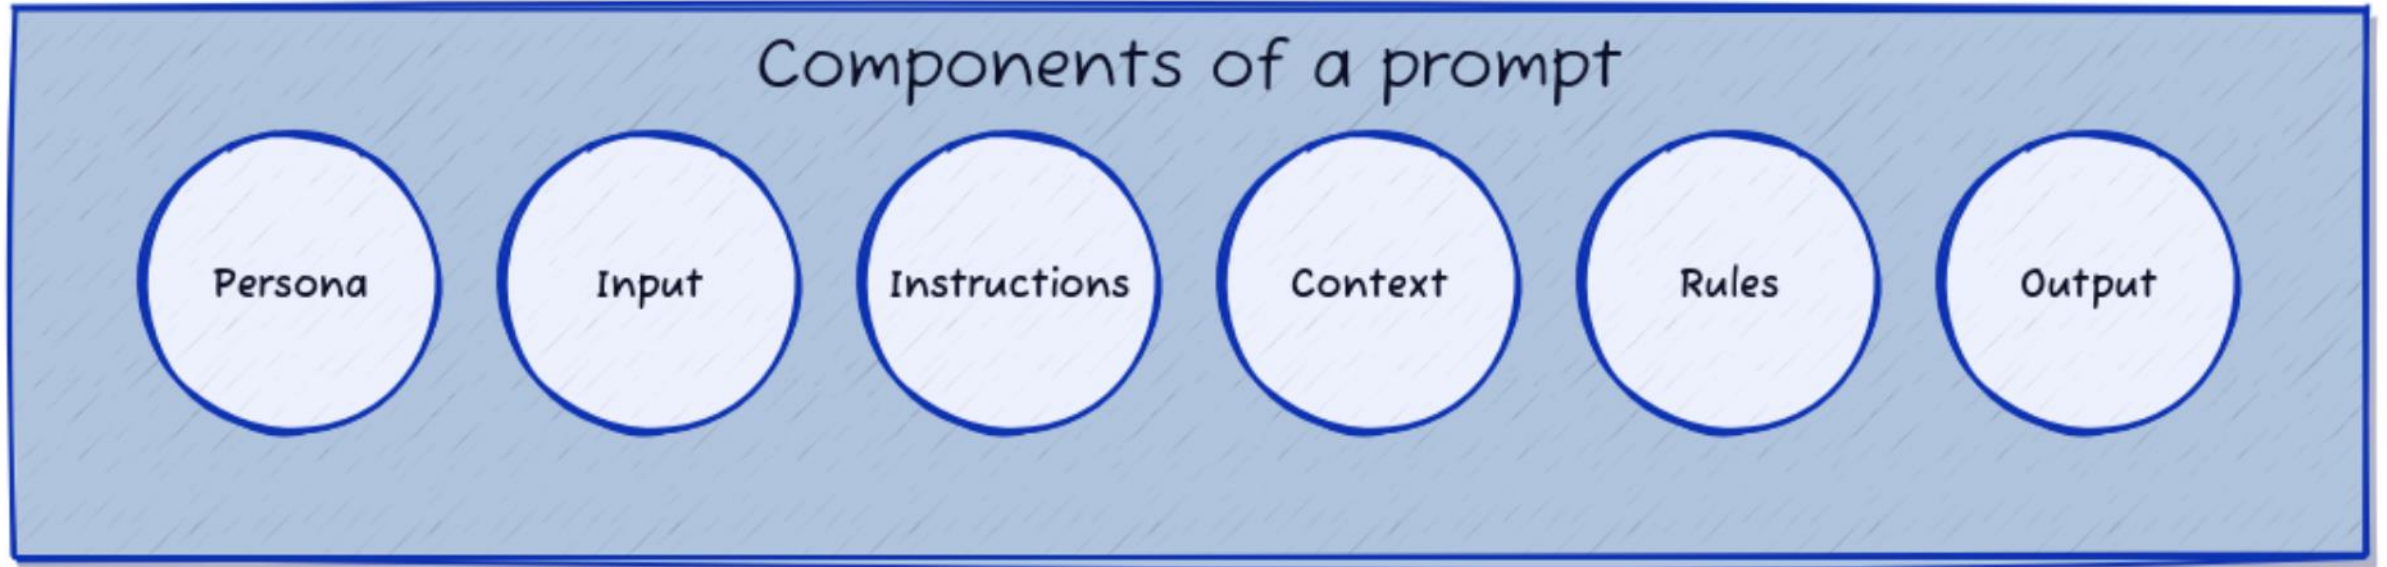 Components of a prompt
Persona
Input
Instructions
Context
Rules
Output